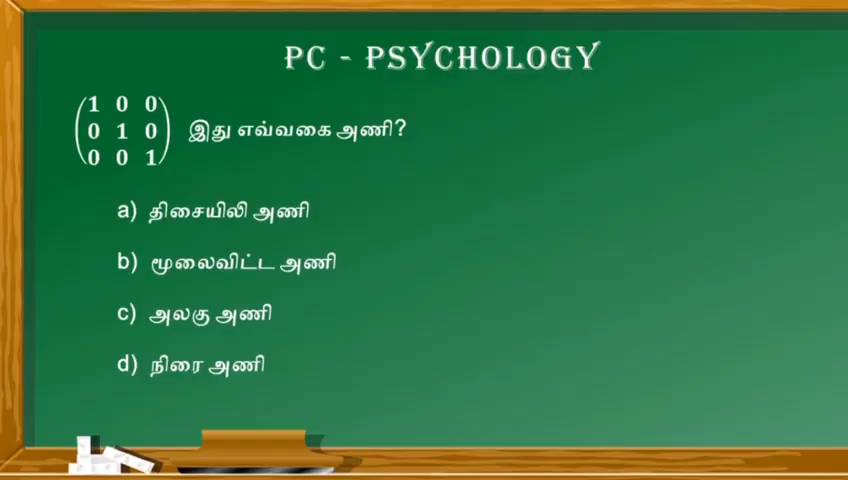 PC - PSYCHOLOGY
1 0 0
0 1 0 இது எவ்வகை அணி?
0 0 1
a) திசையிலி அணி
b) மூலைவிட்ட அணி
c) அலகு அணி
d) நிரை அணி